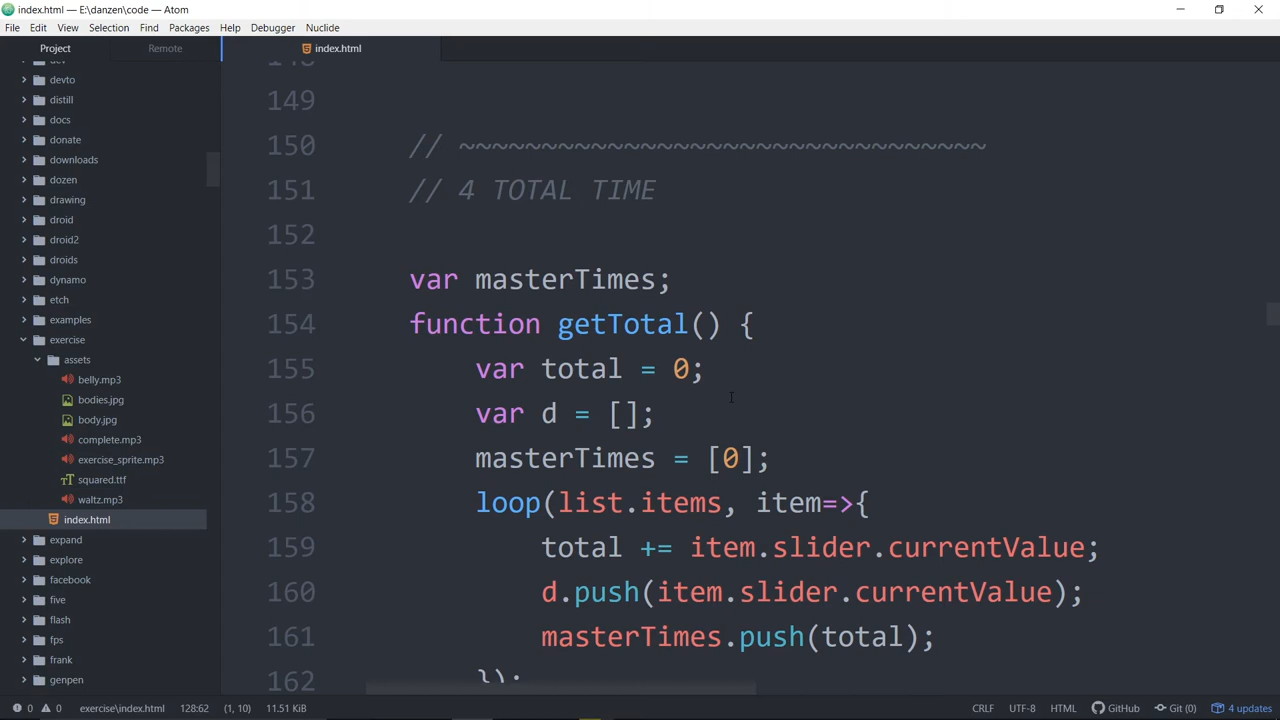 index.html — E:\danzen\code — Atom
File Edit View Selection Find Packages Help Debugger Nuclide
Project Remote index.html
dev
devto
distill
docs
donate
downloads
dozen
drawing
droid
droid2
droids
dynamo
etch
examples
exercise
assets
belly.mp3
bodies.jpg
body.jpg
complete.mp3
exercise_sprite.mp3
squared.ttf
waltz.mp3
index.html
expand
explore
facebook
five
flash
fps
frank
genpen
148
149
150 // ~~~~~~~~~~~~~~~~~~~~~~~~~~~~~~~~
151 // 4 TOTAL TIME
152
153 var masterTimes;
154 function getTotal() {
155 var total = 0;
156 var d = [];
157 masterTimes = [0];
158 loop(list.items, item=>{
159 total += item.slider.currentValue;
160 d.push(item.slider.currentValue);
161 masterTimes.push(total);
162 });
0 0 exercise\index.html 128:62 (1, 10) 11.51 KiB CRLF UTF-8 HTML GitHub Git (0) 4 updates